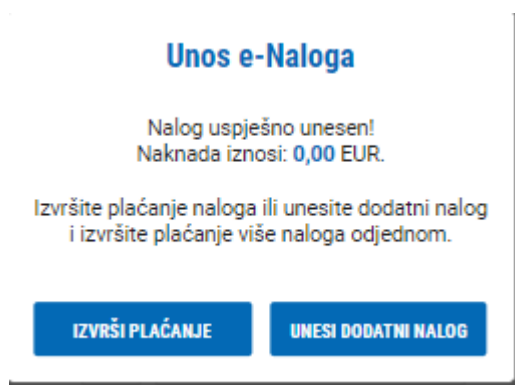 Unos e-Naloga
Nalog uspješno unesen!
Naknada iznosi: 0,00 EUR.
Izvršite plaćanje naloga ili unesite dodatni nalog
i izvršite plaćanje više naloga odjednom.
IZVRŠI PLAĆANJE
UNESI DODATNI NALOG